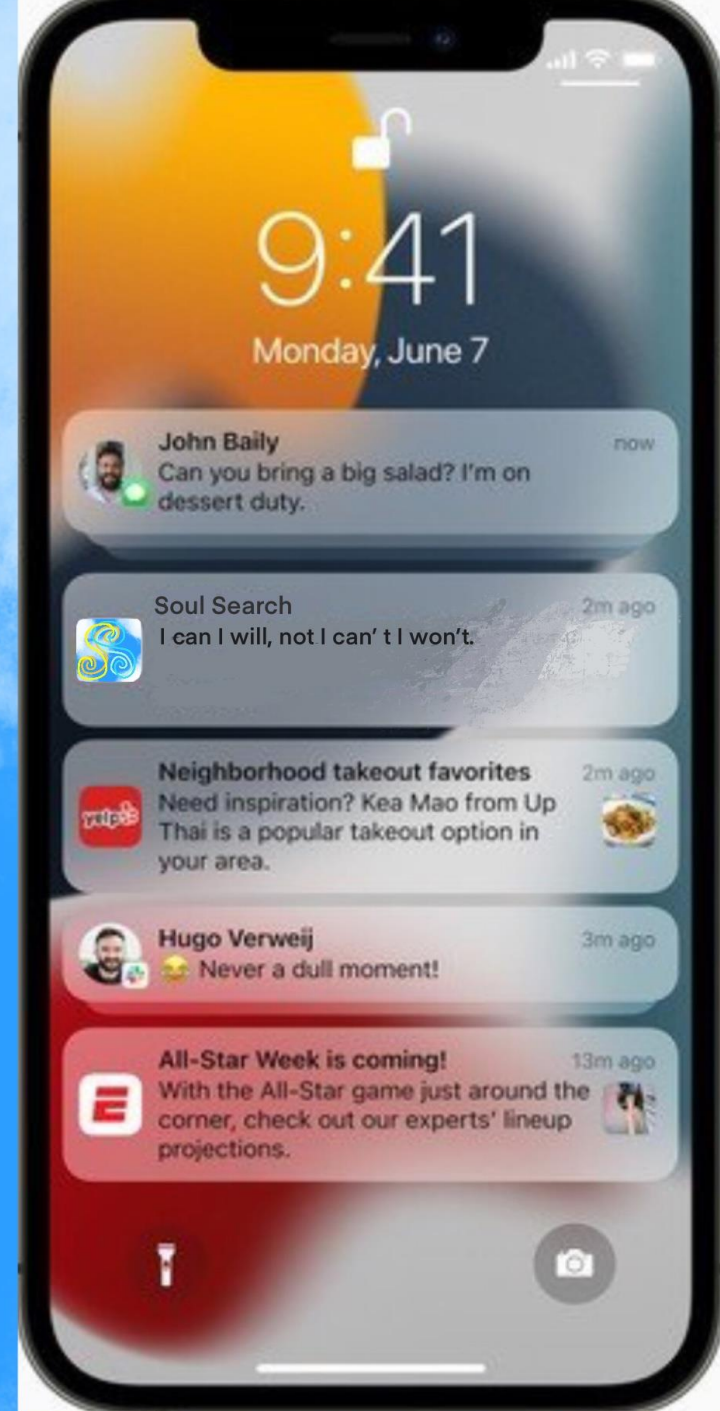 9:41
Monday, June 7
John Baily
now
Can you bring a big salad? I'm on
dessert duty.
Soul Search
2m ago
I can I will, not I can' t I won't.
Neighborhood takeout favorites
2m ago
Need inspiration? Kea Mao from Up
Thai is a popular takeout option in
your area.
yelp
Hugo Verweij
3m ago
😂 Never a dull moment!
All-Star Week is coming!
13m ago
With the All-Star game just around the
corner, check out our experts' lineup
projections.